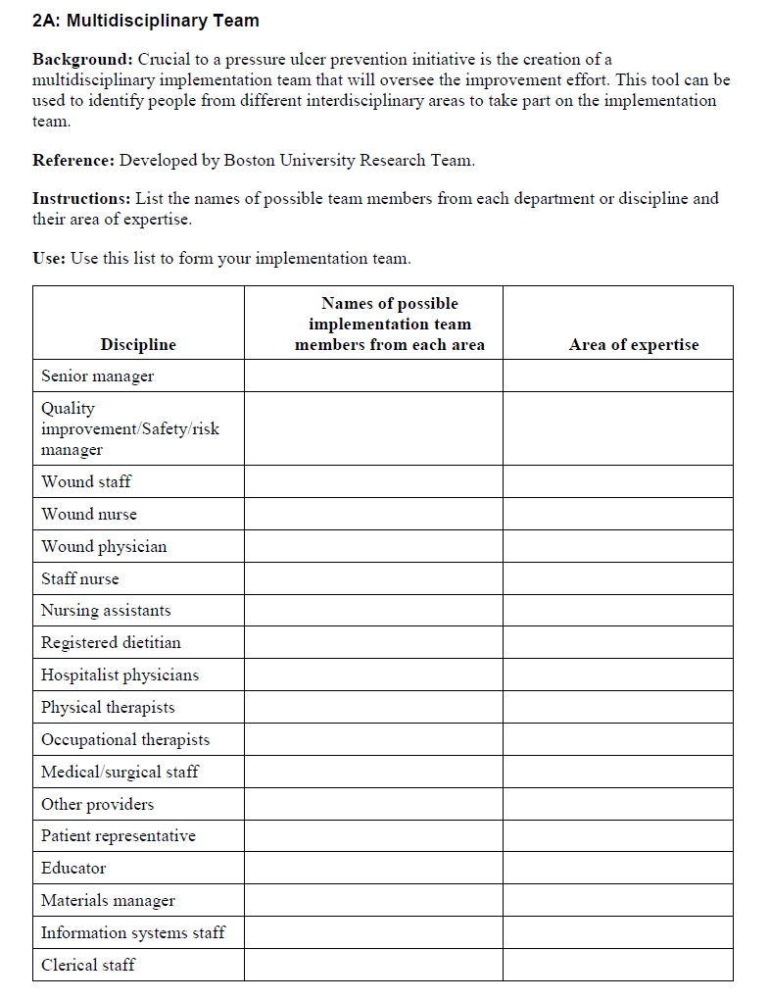 2A: Multidisciplinary Team
Background: Crucial to a pressure ulcer prevention initiative is the creation of a
multidisciplinary implementation team that will oversee the improvement effort. This tool can be
used to identify people from different interdisciplinary areas to take part on the implementation
team.
Reference: Developed by Boston University Research Team.
Instructions: List the names of possible team members from each department or discipline and
their area of expertise.
Use: Use this list to form your implementation team.
Discipline
Names of possible
implementation team
members from each area
Area of expertise
Senior manager
Quality
improvement/Safety/risk
manager
Wound staff
Wound nurse
Wound physician
Staff nurse
Nursing assistants
Registered dietitian
Hospitalist physicians
Physical therapists
Occupational therapists
Medical/surgical staff
Other providers
Patient representative
Educator
Materials manager
Information systems staff
Clerical staff